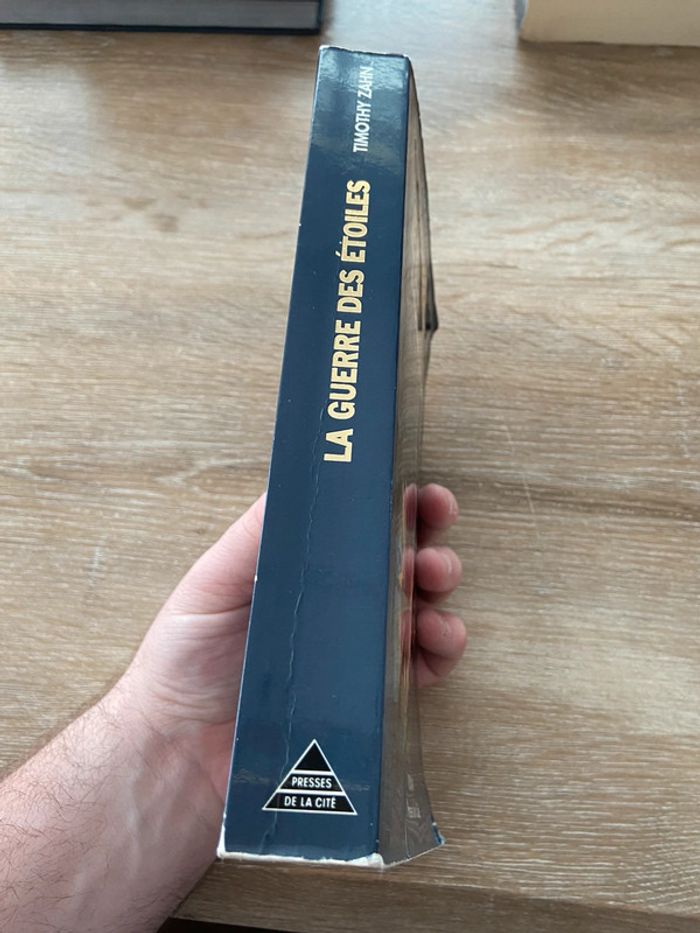 TIMOTHY ZAHN
LA GUERRE DES ÉTOILES
PRESSES
DE LA CITÉ